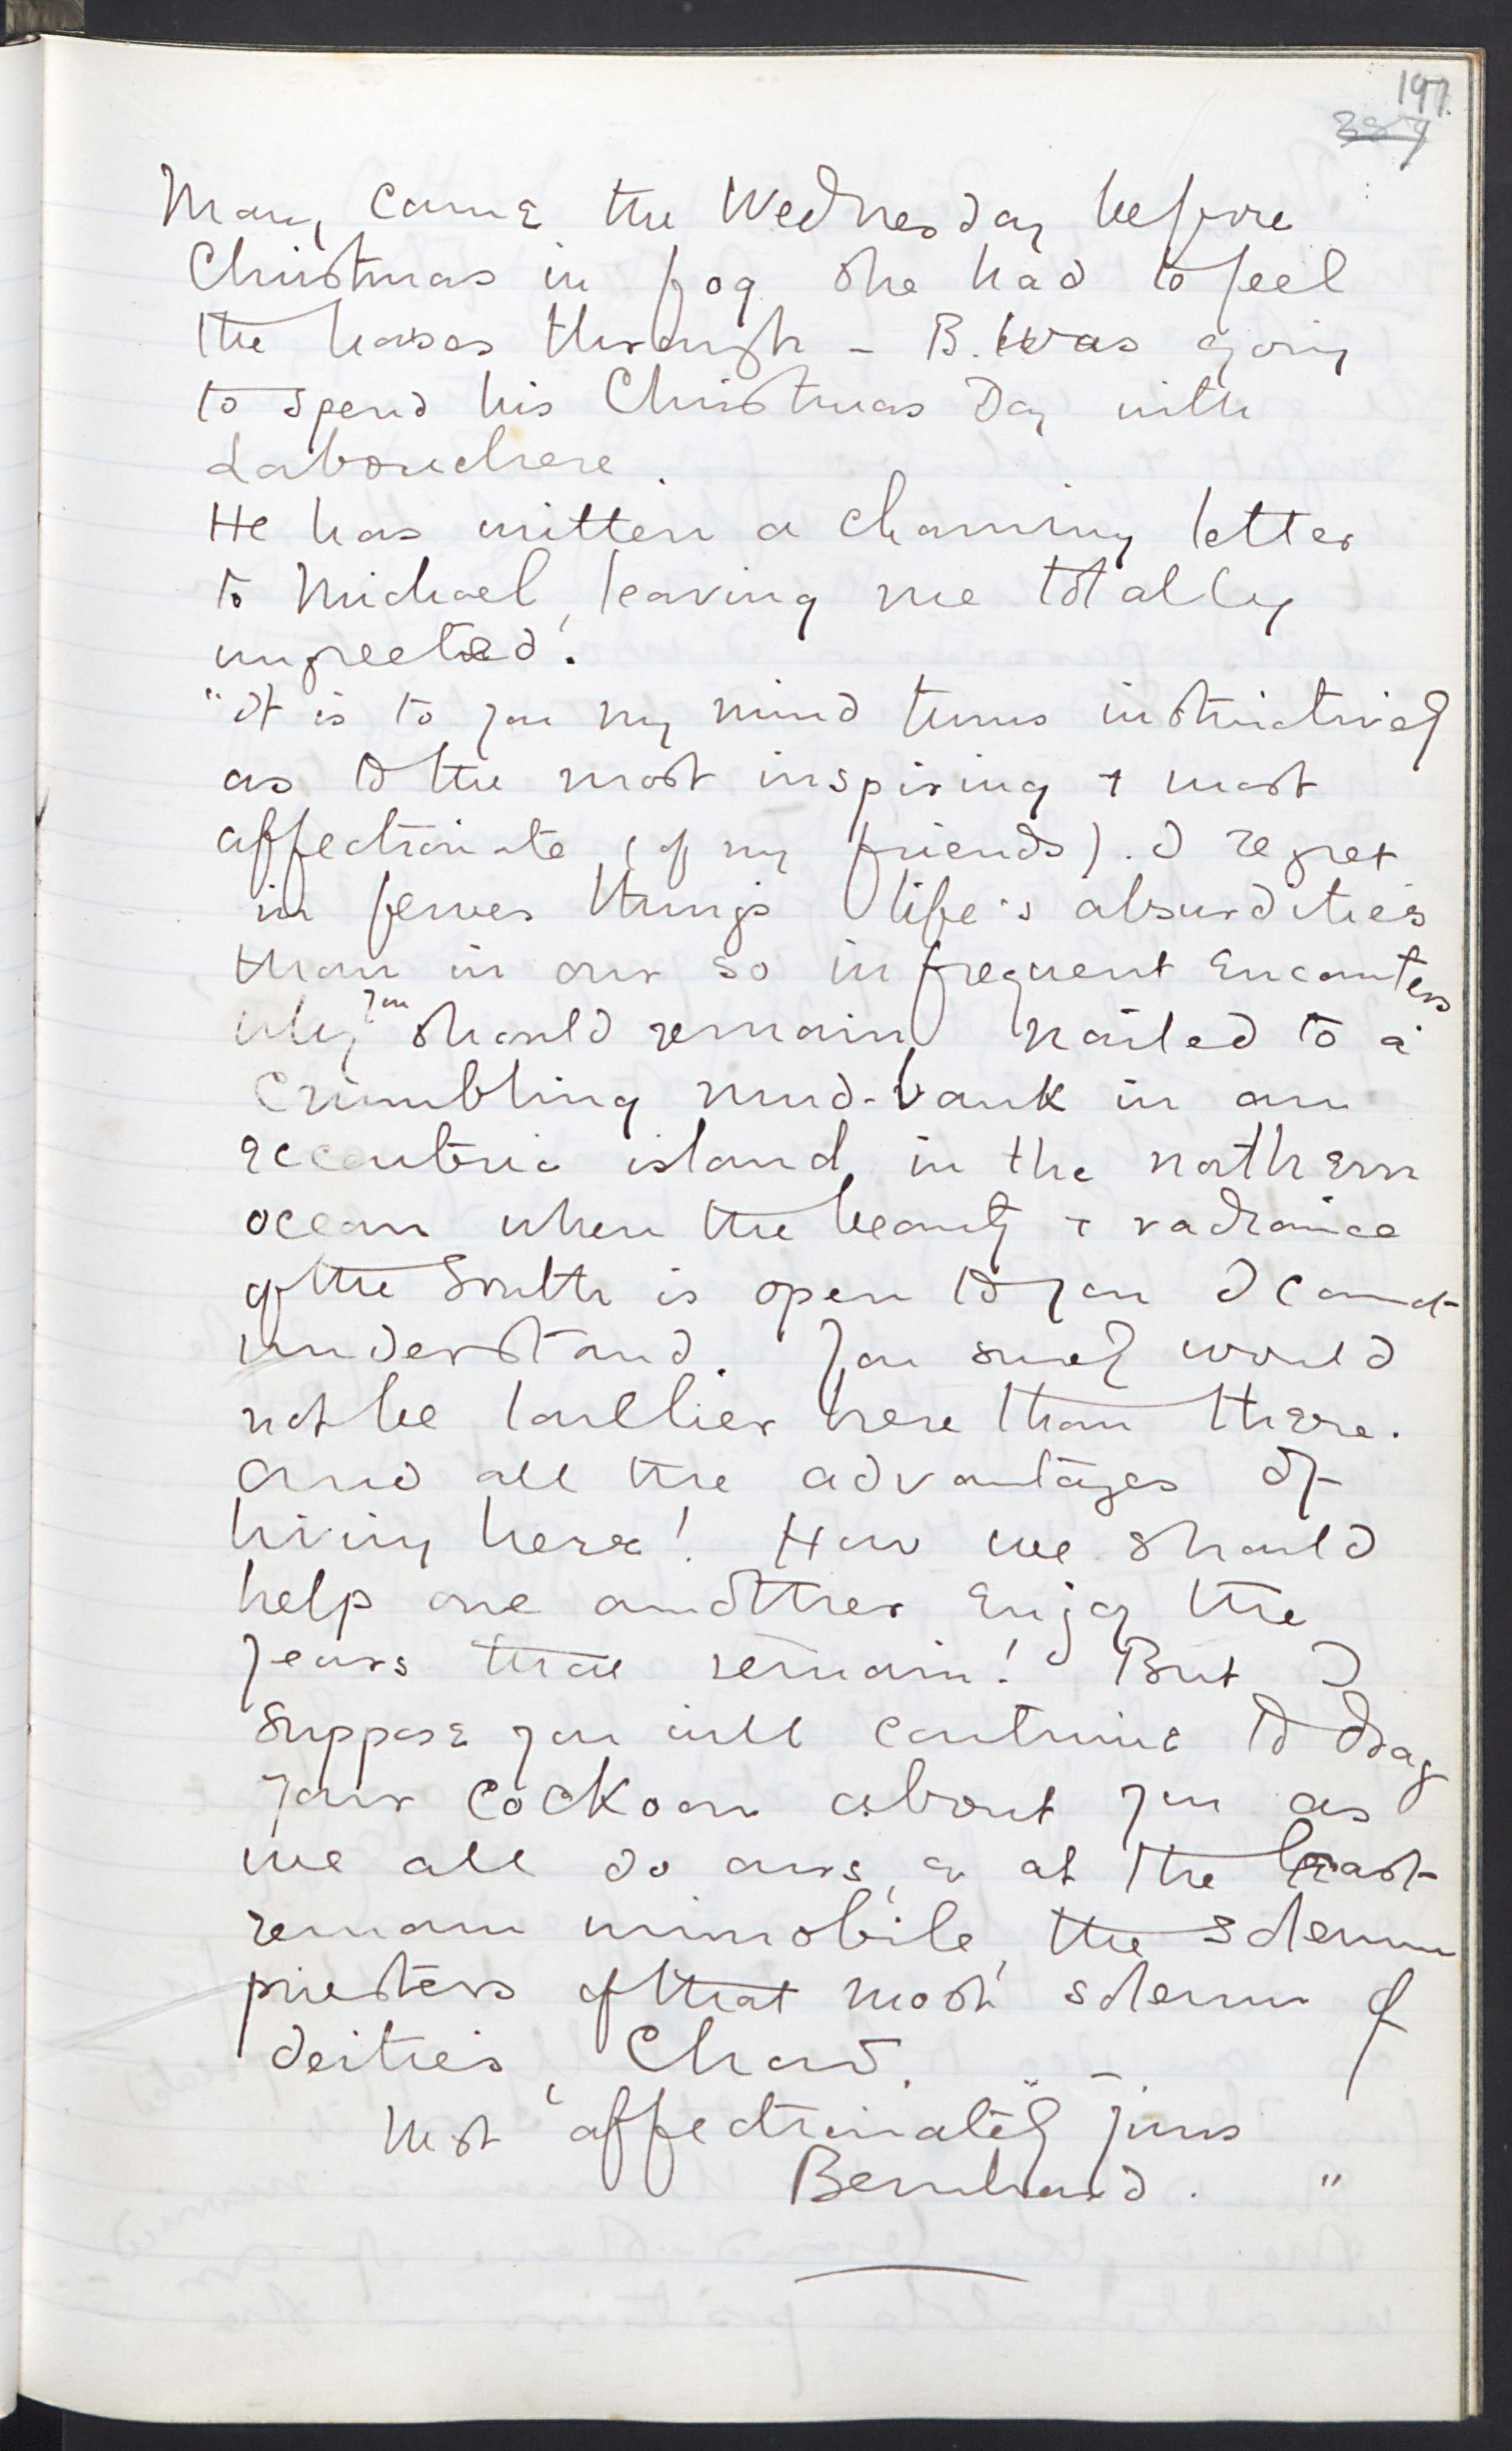 197.
Mary, came the Wednesday before
Christmas in fog she had to feel
the houses through – B. was going
to spend his Christmas Day with
Labouchere
He has written a charming letter
to Michael, leaving me totally
ungreeted!
"It is to you my mind turns instinctively
as to the most inspiring & most
affectionate, (of my friends). I regret
in fewer things life's absurdities
than in our so infrequent encounters
Why you should remain nailed to a
crumbling mud-bank in an
eccentric island, in the northern
ocean when the beauty & radiance
of the South is open to you I cannot
understand. You surely would
not be lonelier here than there.
And all the advantages of
living here! How we should
help one another enjoy the
years that remain! But I
suppose you will continue to drag
your cockoon about you as
we all do ours, & at the least
remain immobile, the solemn
priesters of that most solemn of
deities, Chaos.
Most affectionately yours
Bernhard. "